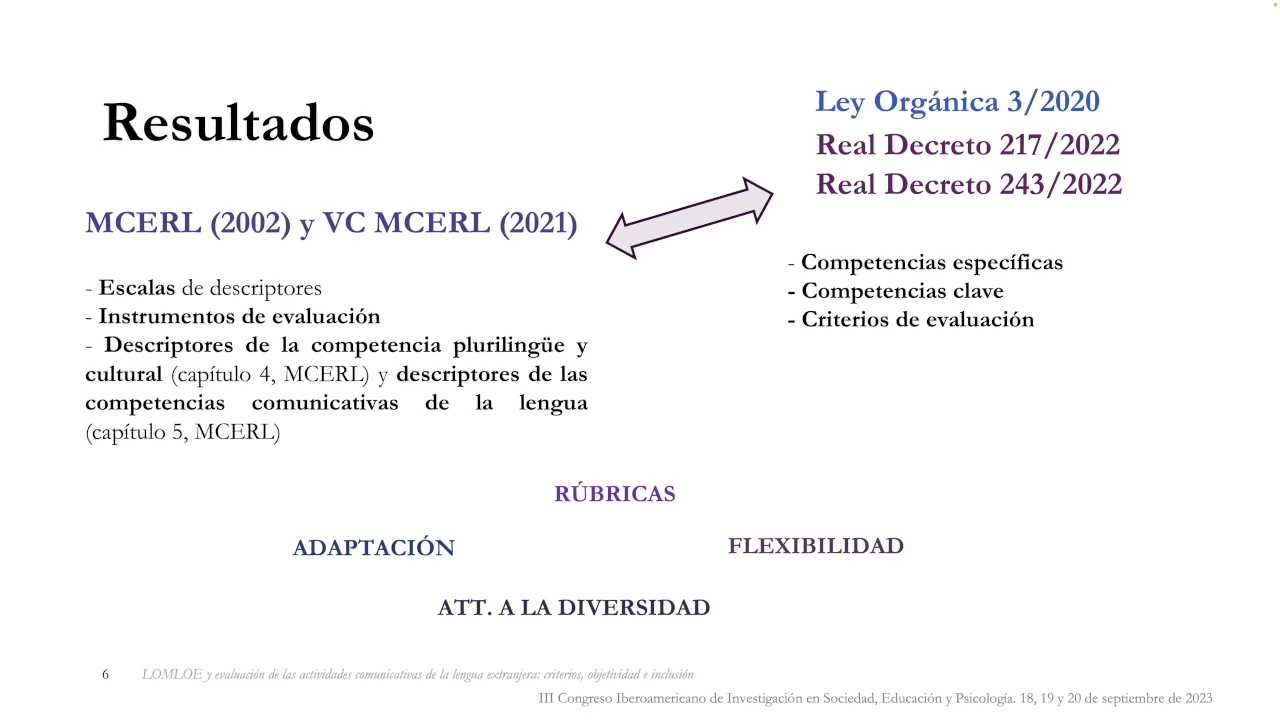 Resultados
Ley Orgánica 3/2020
Real Decreto 217/2022
Real Decreto 243/2022
MCERL (2002) y VC MCERL (2021)
- Escalas de descriptores
- Instrumentos de evaluación
- Descriptores de la competencia plurilingüe y
cultural (capítulo 4, MCERL) y descriptores de las
competencias comunicativas de la lengua
(capítulo 5, MCERL)
- Competencias específicas
- Competencias clave
- Criterios de evaluación
RÚBRICAS
ADAPTACIÓN
FLEXIBILIDAD
ATT. A LA DIVERSIDAD
6 LOMLOE y evaluación de las actividades comunicativas de la lengua extranjera: criterios, objetividad e inclusión
III Congreso Iberoamericano de Investigación en Sociedad, Educación y Psicología. 18, 19 y 20 de septiembre de 2023